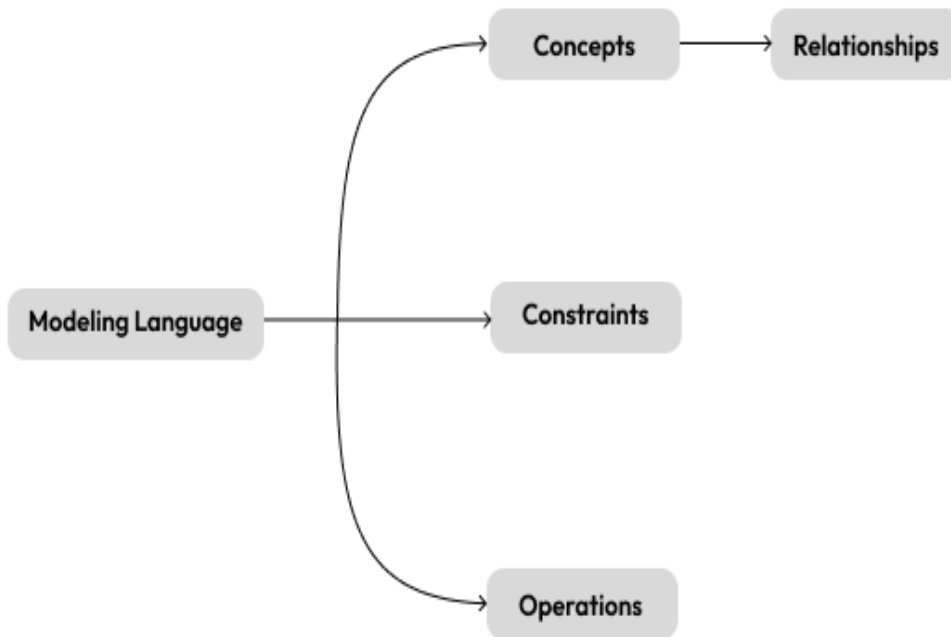 Concepts
Relationships
Modeling Language
Constraints
Operations